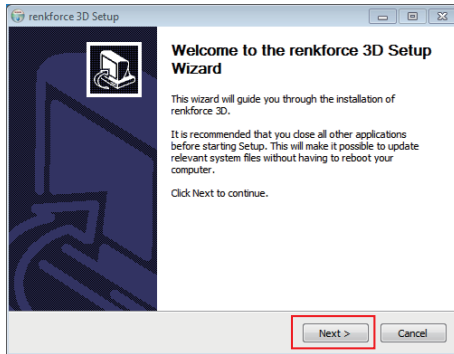 renkforce 3D Setup
Welcome to the renkforce 3D Setup
Wizard
This wizard will guide you through the installation of
renkforce 3D.
It is recommended that you close all other applications
before starting Setup. This will make it possible to update
relevant system files without having to reboot your
computer.
Click Next to continue.
Next >
Cancel